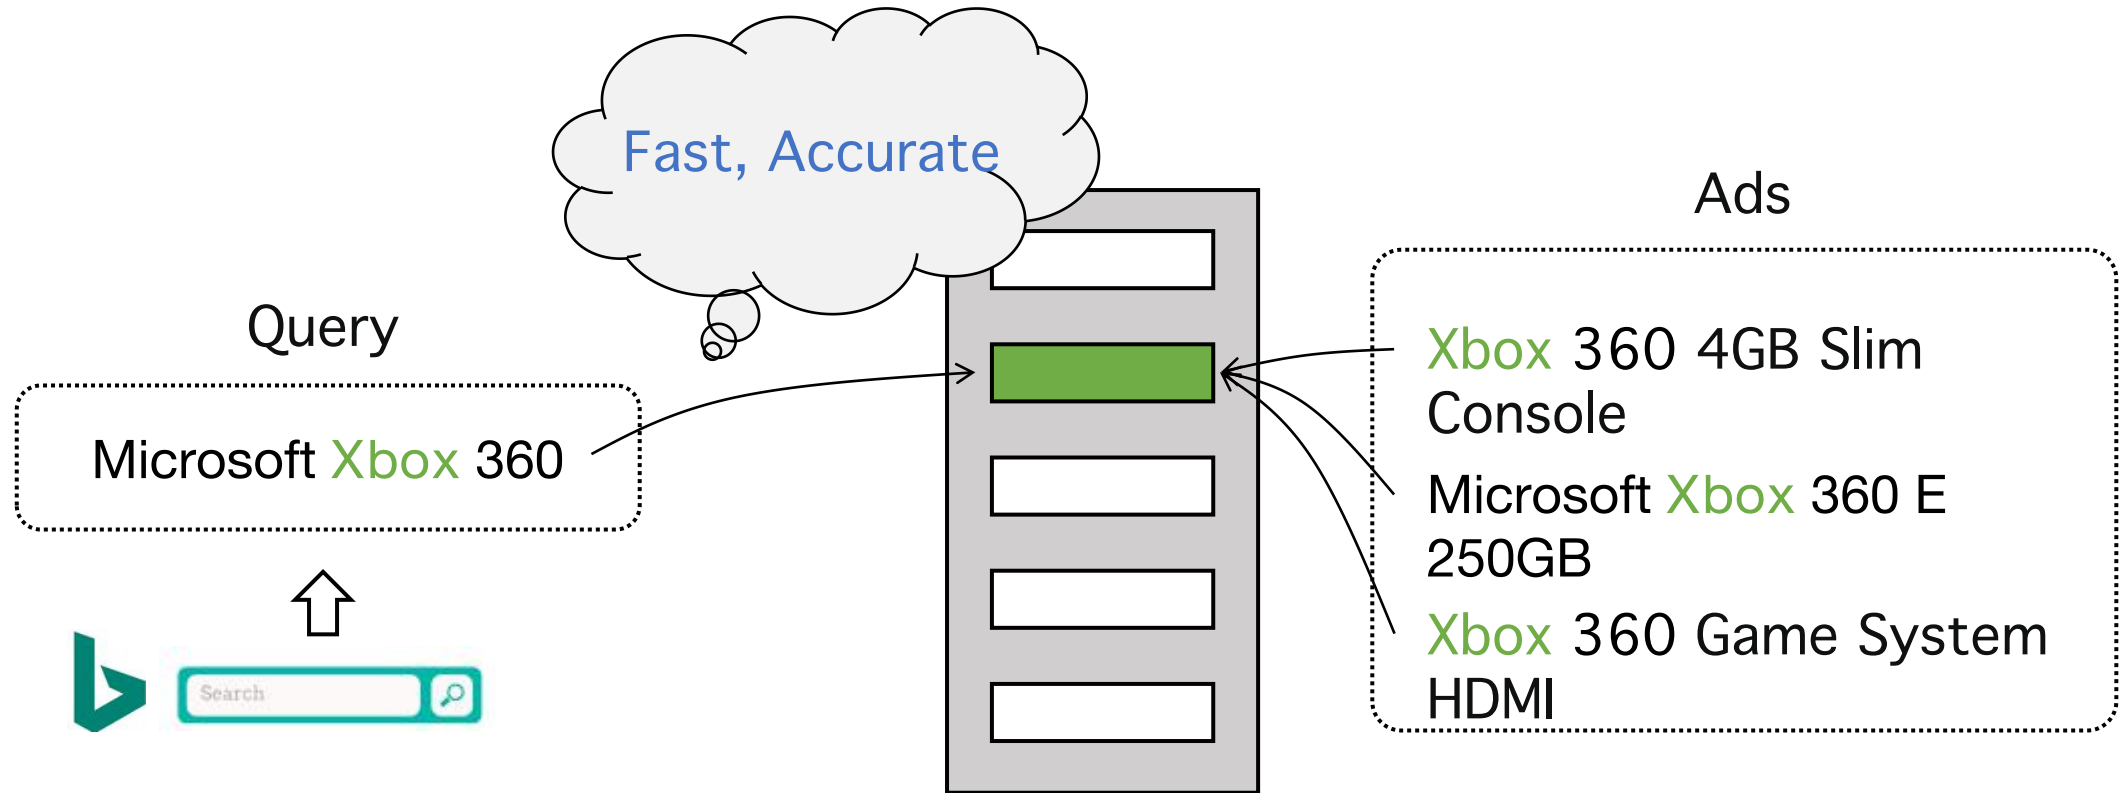 Fast, Accurate
Query
Microsoft Xbox 360
Search
Ads
Xbox 360 4GB Slim
Console
Microsoft Xbox 360 E
250GB
Xbox 360 Game System
HDMI